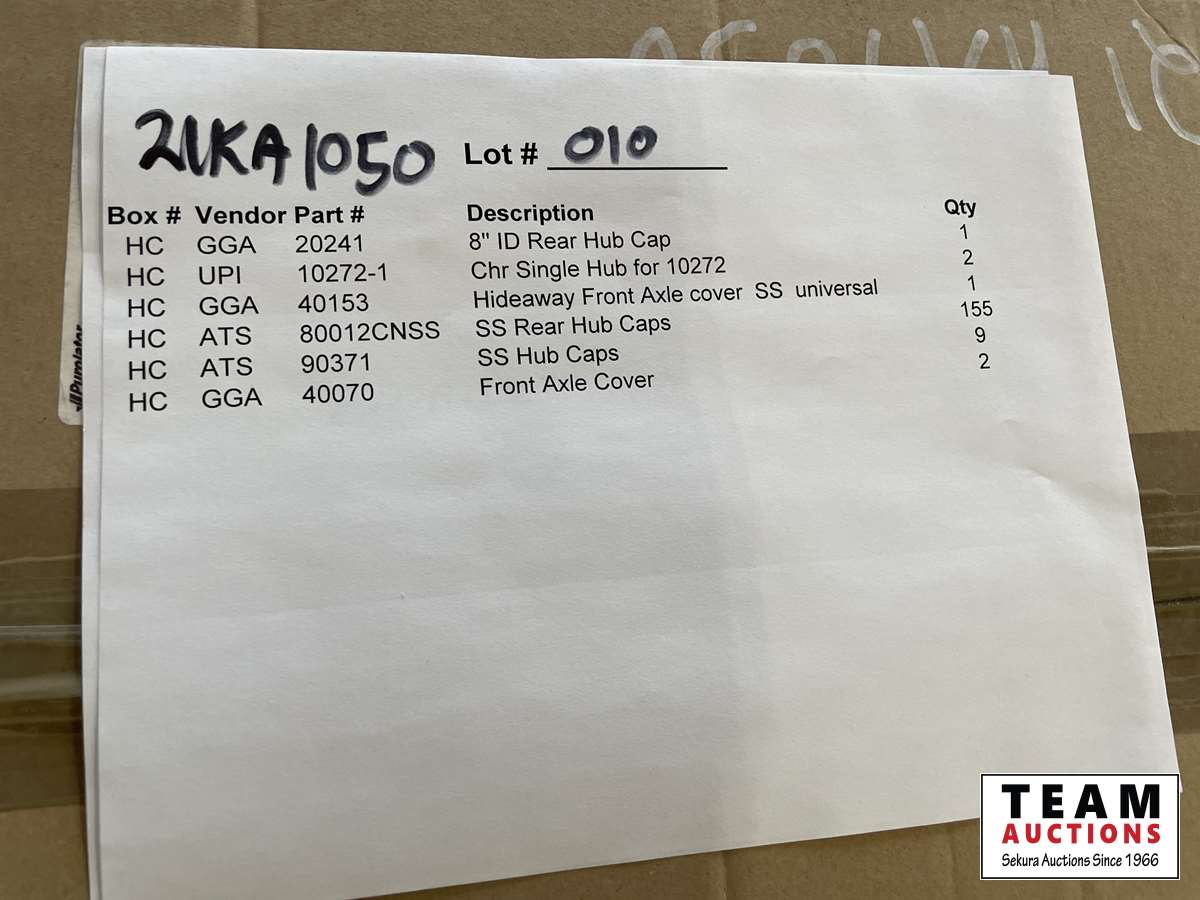 21KA1050 Lot # 010
Box # Vendor Part # Description Qty
HC GGA 20241 8" ID Rear Hub Cap 1
HC UPI 10272-1 Chr Single Hub for 10272 2
HC GGA 40153 Hideaway Front Axle cover SS universal 1
HC ATS 80012CNSS SS Rear Hub Caps 155
HC ATS 90371 SS Hub Caps 9
HC GGA 40070 Front Axle Cover 2
Purolator
TEAM
AUCTIONS
Sekura Auctions Since 1966